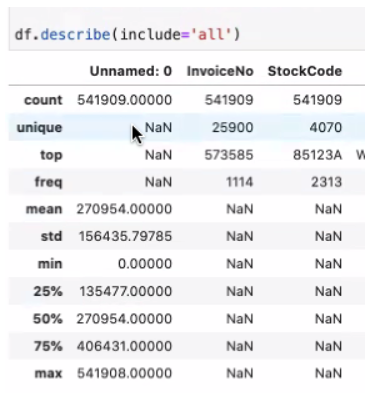 df.describe(include='all')
Unnamed: 0 InvoiceNo StockCode
count 541909.00000 541909 541909
unique NaN 25900 4070
top NaN 573585 85123A W
freq NaN 1114 2313
mean 270954.00000 NaN NaN
std 156435.79785 NaN NaN
min 0.00000 NaN NaN
25% 135477.00000 NaN NaN
50% 270954.00000 NaN NaN
75% 406431.00000 NaN NaN
max 541908.00000 NaN NaN